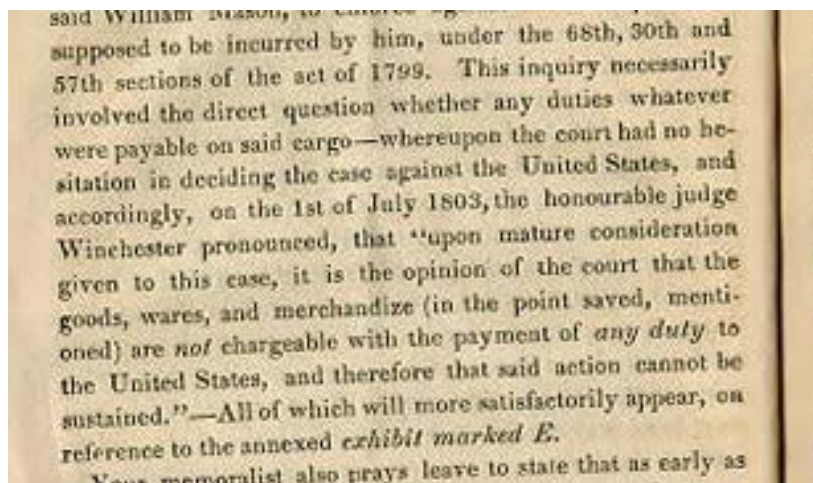 said William Mason, to
supposed to be incurred by him, under the 68th, 30th and
57th sections of the act of 1799. This inquiry necessarily
involved the direct question whether any duties whatever
were payable on said cargo—whereupon the court had no he-
sitation in deciding the case against the United States, and
accordingly, on the 1st of July 1803, the honourable judge
Winchester pronounced, that “upon mature consideration
given to this case, it is the opinion of the court that the
goods, wares, and merchandize (in the point saved, menti-
oned) are not chargeable with the payment of any duty to
the United States, and therefore that said action cannot be
sustained.”—All of which will more satisfactorily appear, on
reference to the annexed exhibit marked E.
Your memoralist also prays leave to state that as early as